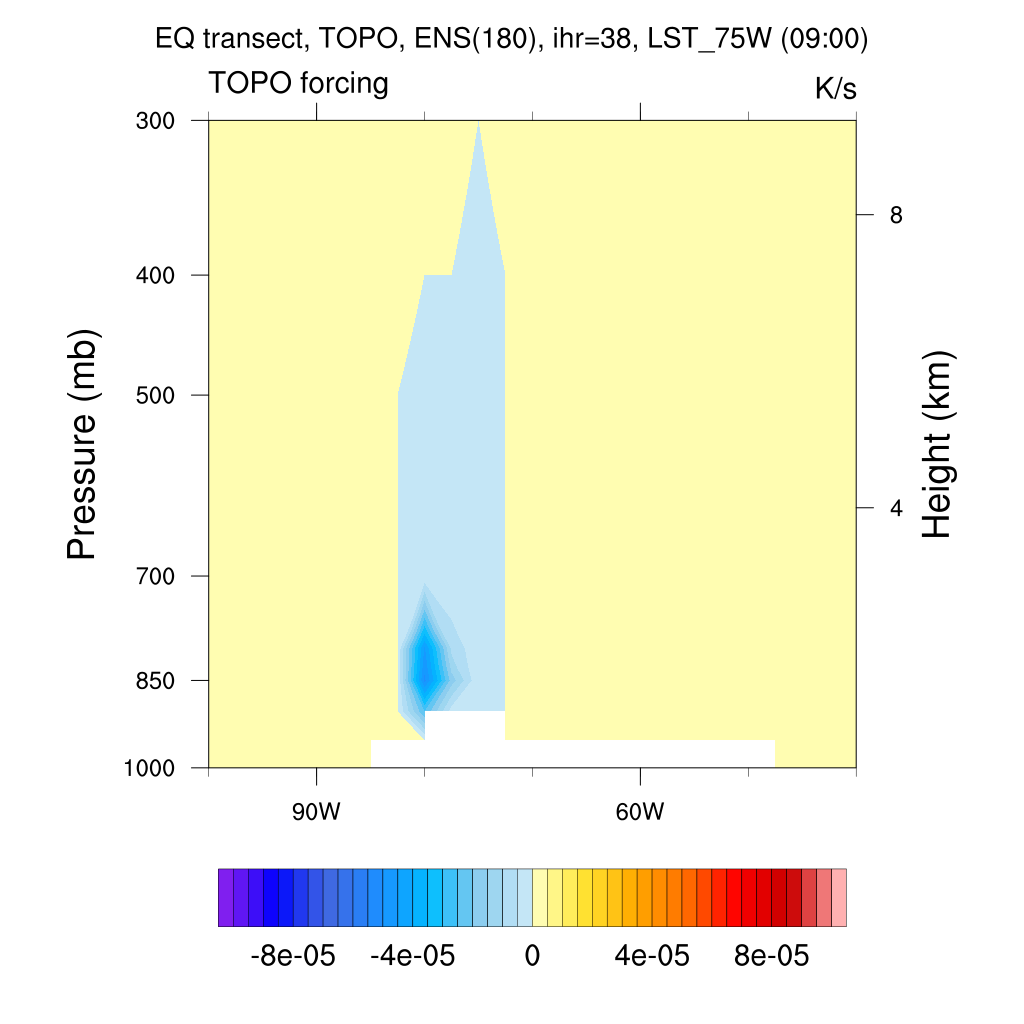 EQ transect, TOPO, ENS(180), ihr=38, LST_75W (09:00)
TOPO forcing
K/s
300
400
500
700
850
1000
Pressure (mb)
8
4
Height (km)
90W
60W
-8e-05
-4e-05
0
4e-05
8e-05